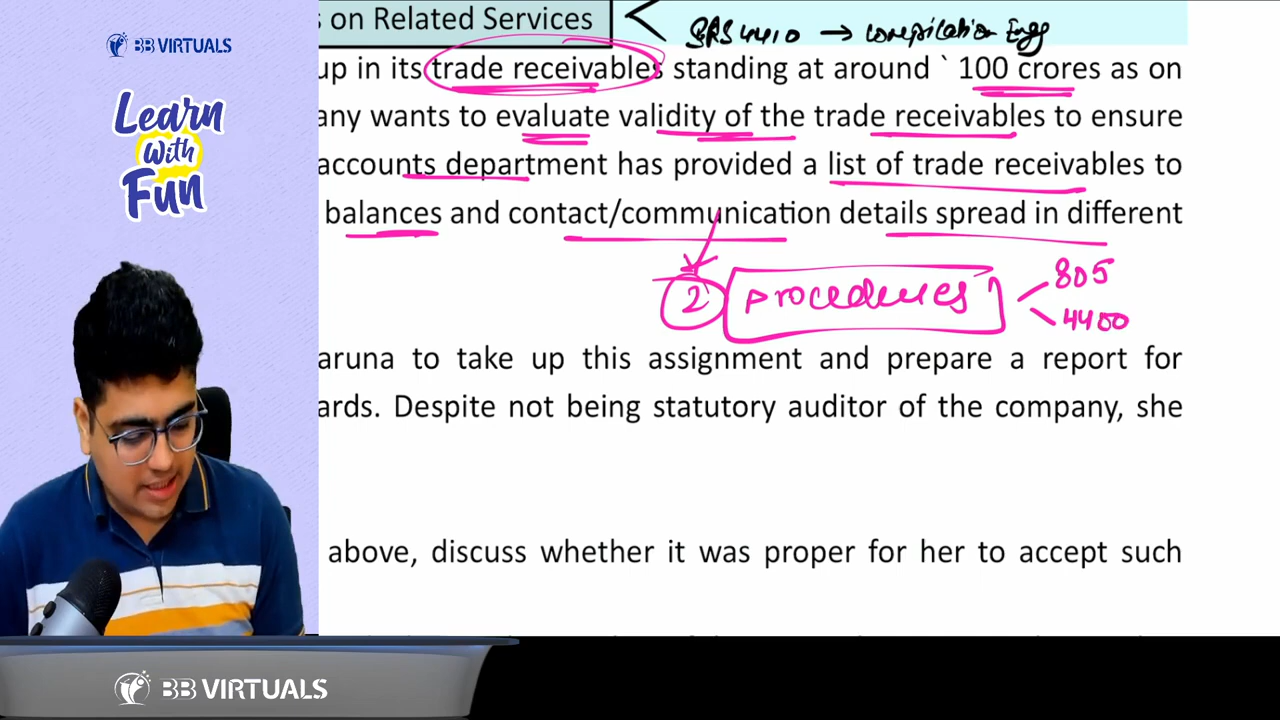 BB VIRTUALS
Learn
With
Fun
s on Related Services
SRS 4410 → Compilation Engg
up in its trade receivables standing at around ` 100 crores as on
any wants to evaluate validity of the trade receivables to ensure
accounts department has provided a list of trade receivables to
balances and contact/communication details spread in different
2 procedures
805
4400
aruna to take up this assignment and prepare a report for
ards. Despite not being statutory auditor of the company, she
above, discuss whether it was proper for her to accept such
BB VIRTUALS